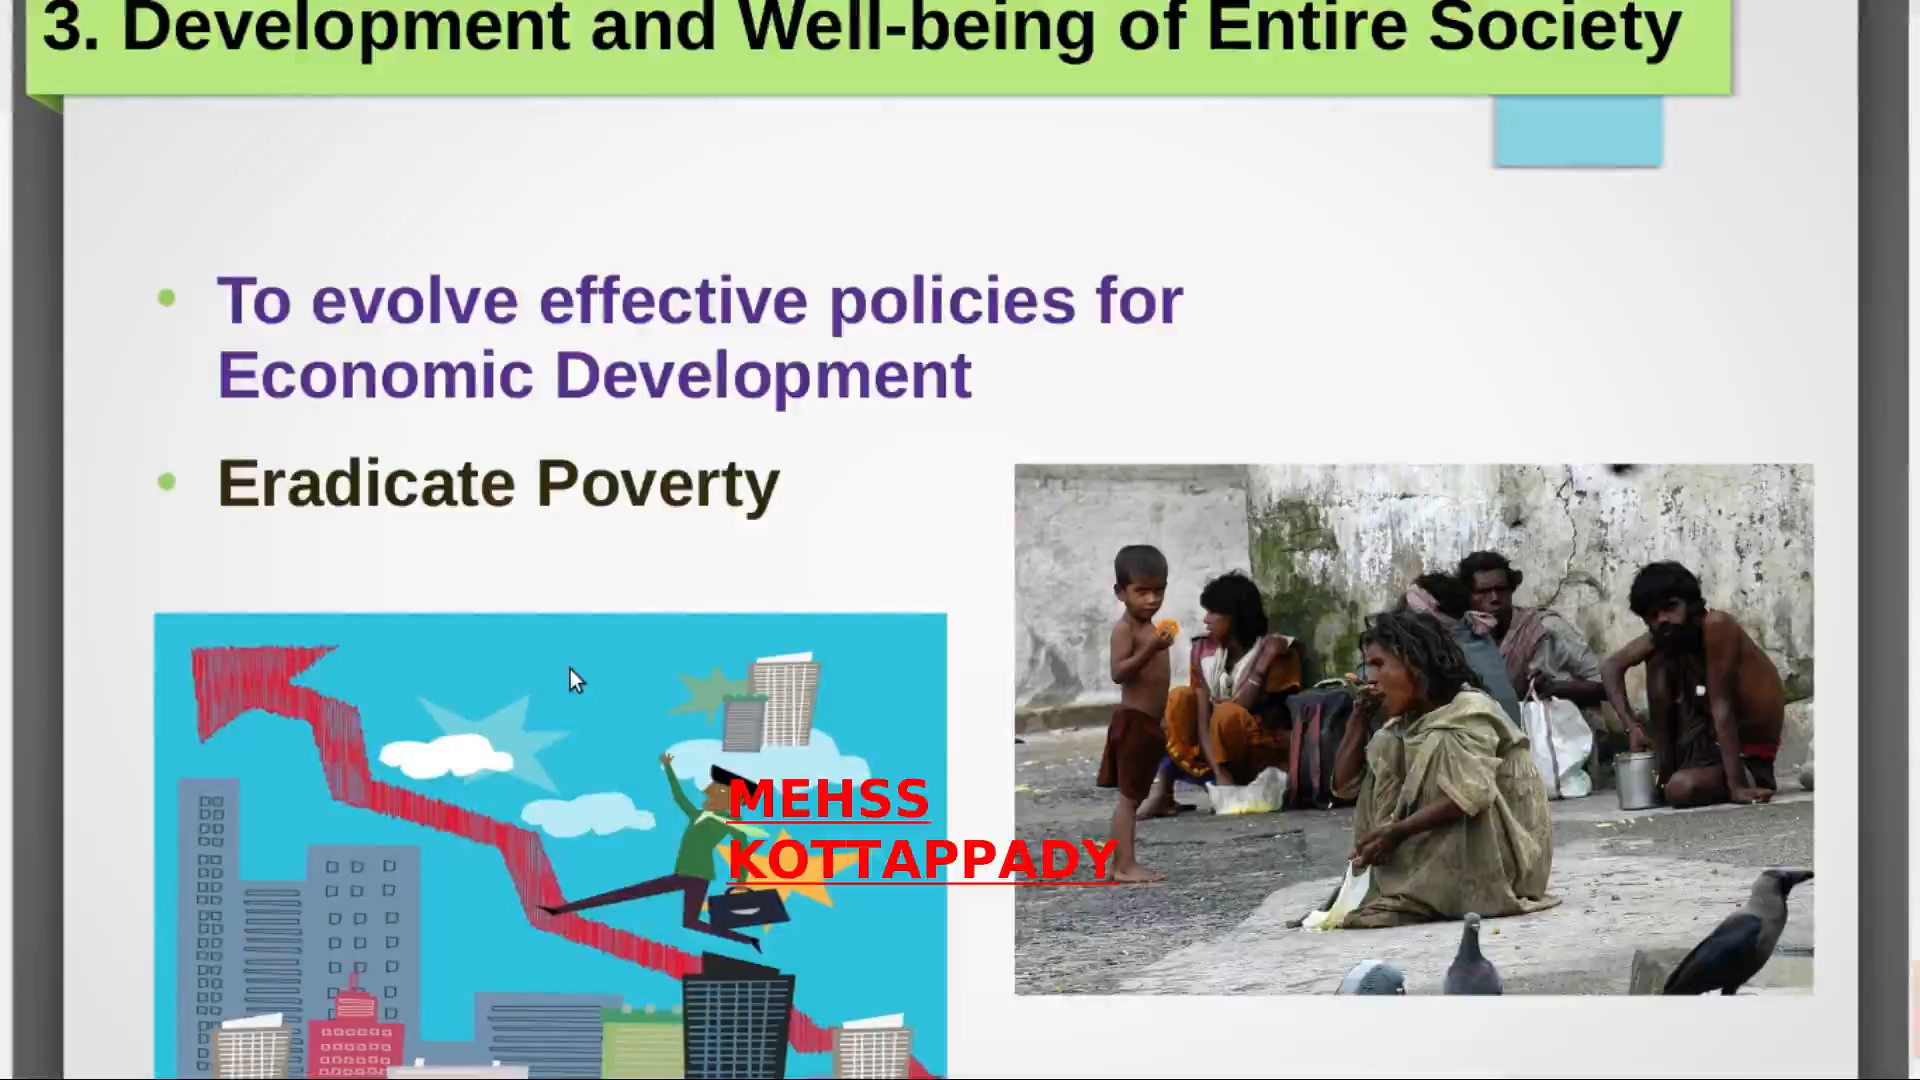 3. Development and Well-being of Entire Society
• To evolve effective policies for
Economic Development
• Eradicate Poverty
MEHSS
KOTTAPPADY